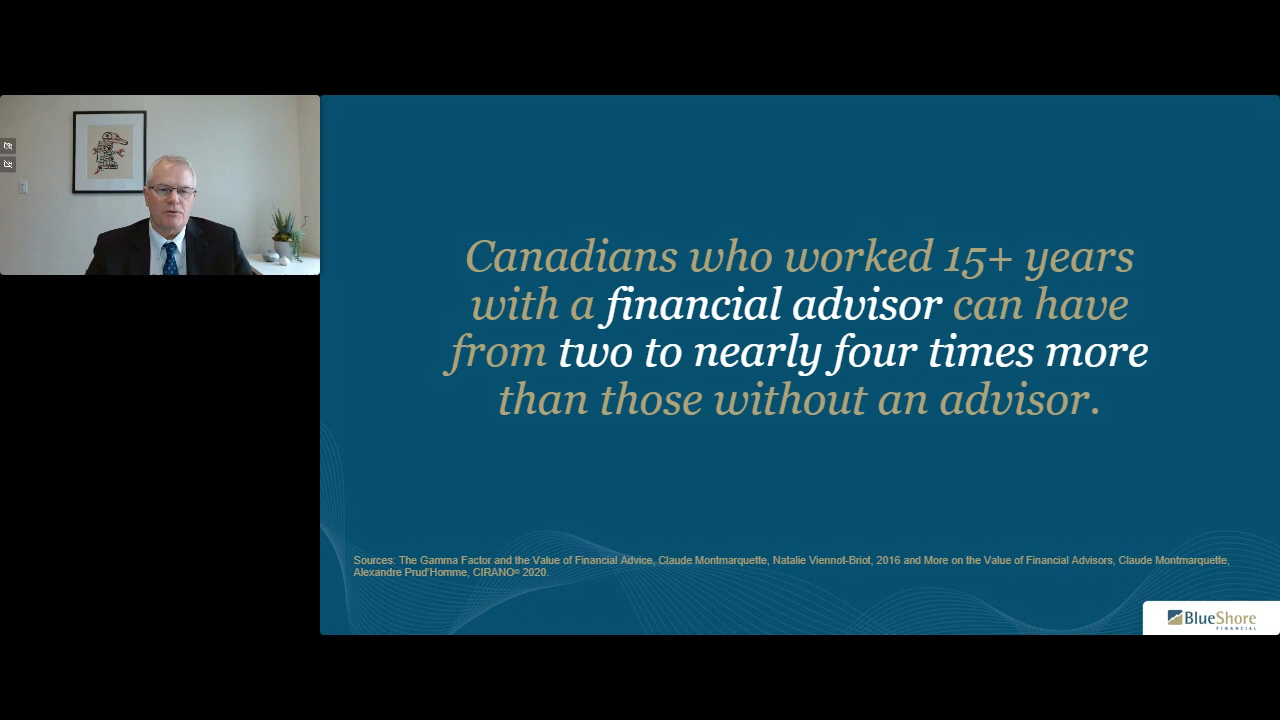 Canadians who worked 15+ years
with a financial advisor can have
from two to nearly four times more
than those without an advisor.
Sources: The Gamma Factor and the Value of Financial Advice, Claude Montmarquette, Natalie Viennot-Briot, 2016 and More on the Value of Financial Advisors, Claude Montmarquette,
Alexandre Prud'Homme, CIRANO® 2020.
BlueShore
FINANCIAL